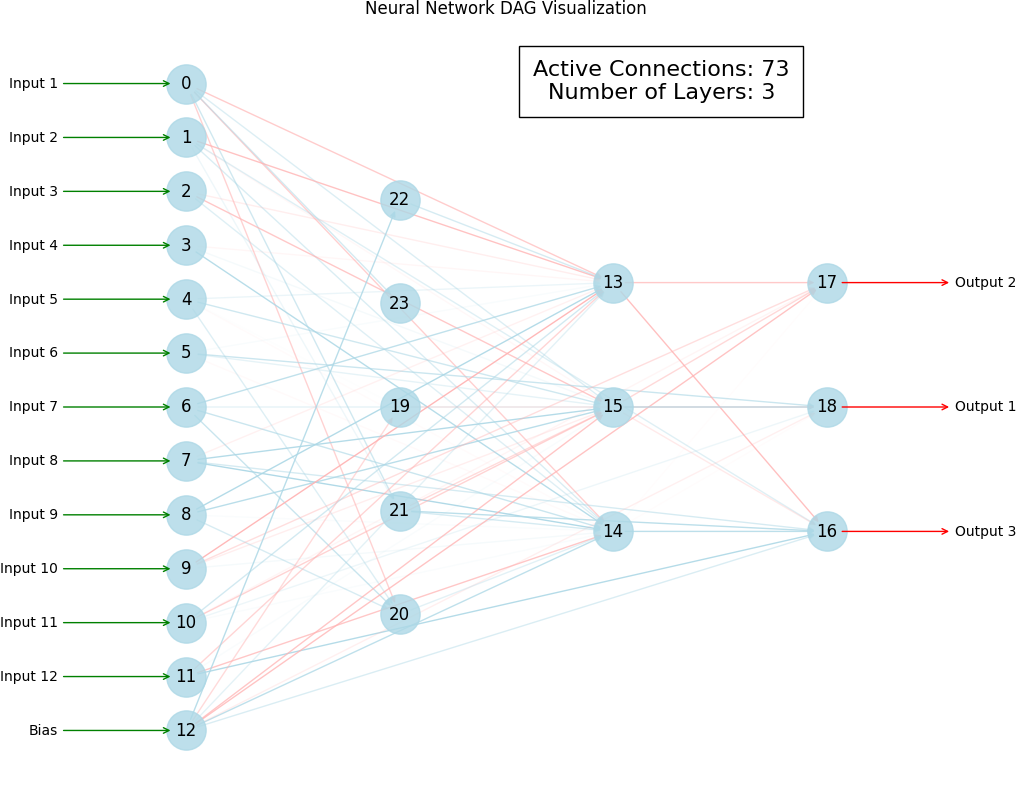 Neural Network DAG Visualization
Active Connections: 73
Number of Layers: 3
Input 1 0
Input 2 1
Input 3 2
22
Input 4 3
13 17 Output 2
Input 5 4
23
Input 6 5
Input 7 6 19 15 18 Output 1
Input 8 7
Input 9 8
21
14 16 Output 3
Input 10 9
20
Input 11 10
Input 12 11
Bias 12